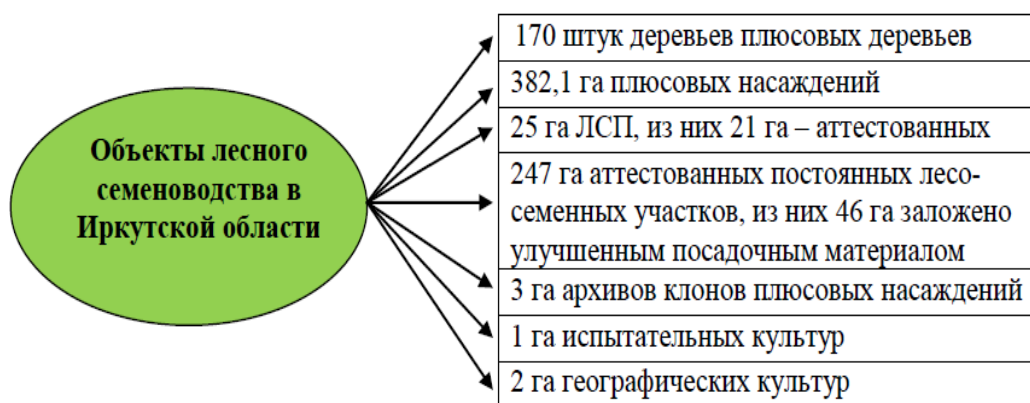 Объекты лесного
семеноводства в
Иркутской области
170 штук деревьев плюсовых деревьев
382,1 га плюсовых насаждений
25 га ЛСП, из них 21 га – аттестованных
247 га аттестованных постоянных лесо-
семенных участков, из них 46 га заложено
улучшенным посадочным материалом
3 га архивов клонов плюсовых насаждений
1 га испытательных культур
2 га географических культур